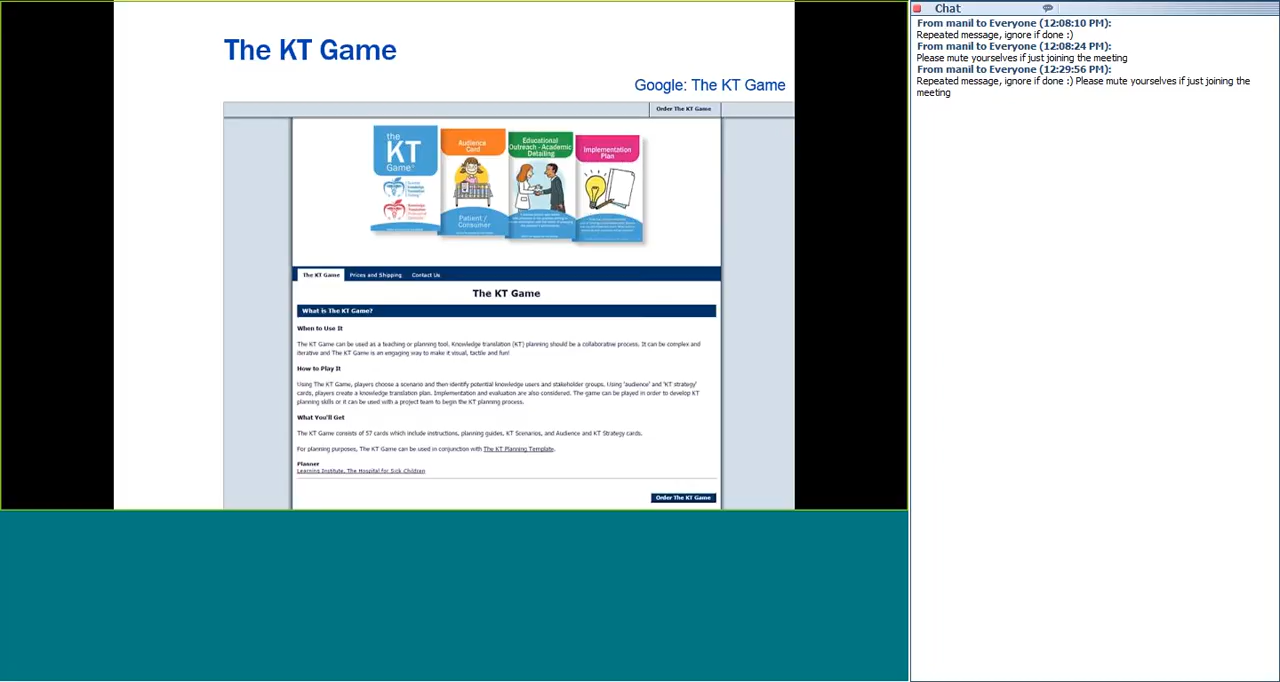 The KT Game
Google: The KT Game
Order The KT Game
the
KT
Game
Audience
Card
Patient /
Consumer
Educational
Outreach - Academic
Detailing
Implementation
Plan
The KT Game
Prices and Shipping
Contact Us
The KT Game
What is The KT Game?
When to Use It
The KT Game can be used as a teaching or planning tool. Knowledge translation (KT) planning should be a collaborative process. It can be complex and
iterative and The KT Game is an engaging way to make it visual, tactile and fun!
How to Play It
Using The KT Game, players choose a scenario and then identify potential knowledge users and stakeholder groups. Using 'audience' and 'KT strategy'
cards, players create a knowledge translation plan. Implementation and evaluation are also considered. The game can be played in order to develop KT
planning skills or it can be used with a project team to begin the KT planning process.
What You'll Get
The KT Game consists of 57 cards which include instructions, planning guides, KT Scenarios, and Audience and KT Strategy cards.
For planning purposes, The KT Game can be used in conjunction with The KT Planning Template.
Planner
Learning Institute, The Hospital for Sick Children
Order The KT Game
Chat
From manil to Everyone (12:08:10 PM):
Repeated message, ignore if done :)
From manil to Everyone (12:08:24 PM):
Please mute yourselves if just joining the meeting
From manil to Everyone (12:29:56 PM):
Repeated message, ignore if done :) Please mute yourselves if just joining the
meeting